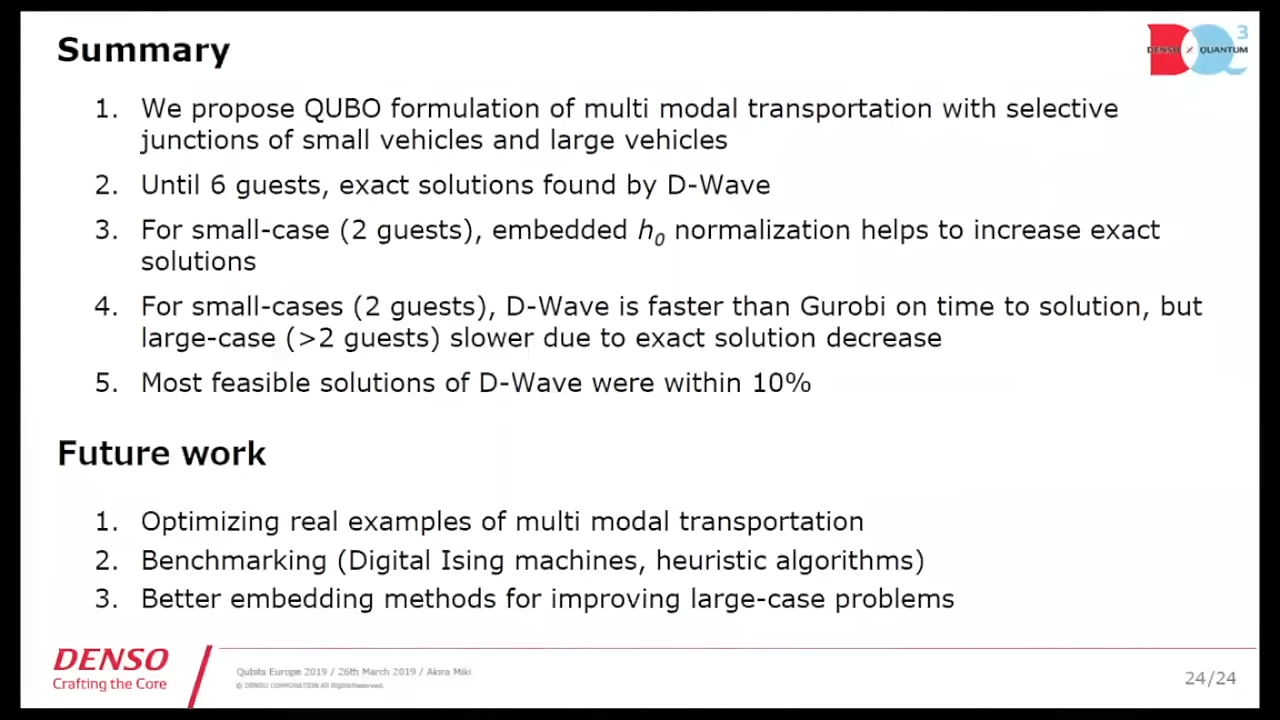 Summary
DENSO × QUANTUM
3
1. We propose QUBO formulation of multi modal transportation with selective
junctions of small vehicles and large vehicles
2. Until 6 guests, exact solutions found by D-Wave
3. For small-case (2 guests), embedded h0 normalization helps to increase exact
solutions
4. For small-cases (2 guests), D-Wave is faster than Gurobi on time to solution, but
large-case (>2 guests) slower due to exact solution decrease
5. Most feasible solutions of D-Wave were within 10%
Future work
1. Optimizing real examples of multi modal transportation
2. Benchmarking (Digital Ising machines, heuristic algorithms)
3. Better embedding methods for improving large-case problems
DENSO
Crafting the Core
Qubits Europe 2019 / 26th March 2019 / Akira Miki
© DENSO CORPORATION All Rights Reserved.
24/24